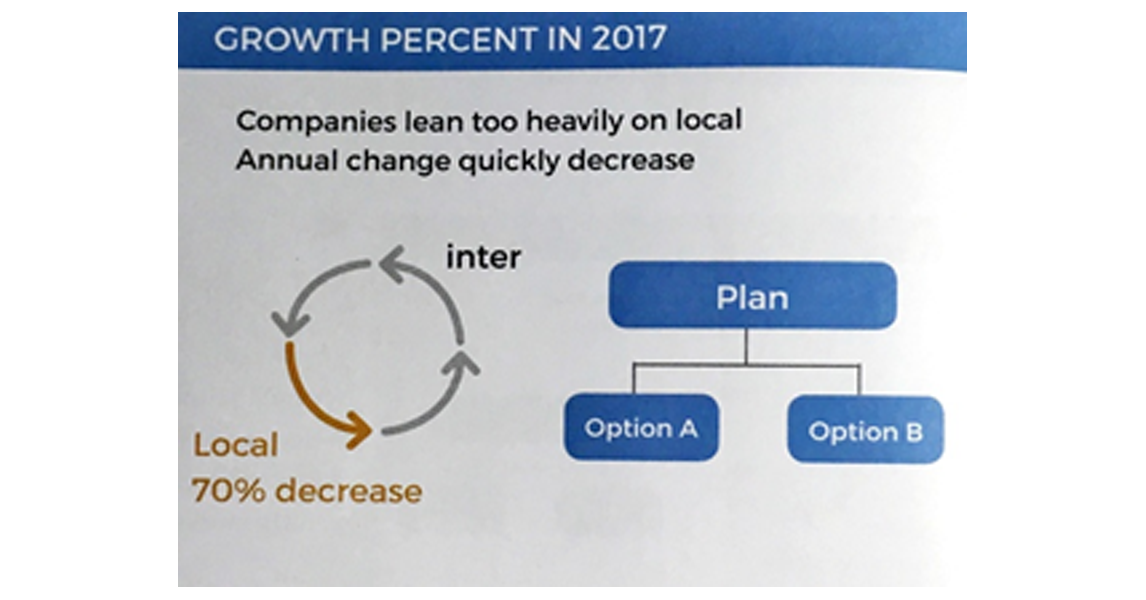 GROWTH PERCENT IN 2017
Companies lean too heavily on local
Annual change quickly decrease
inter
Plan
Option A
Option B
Local
70% decrease